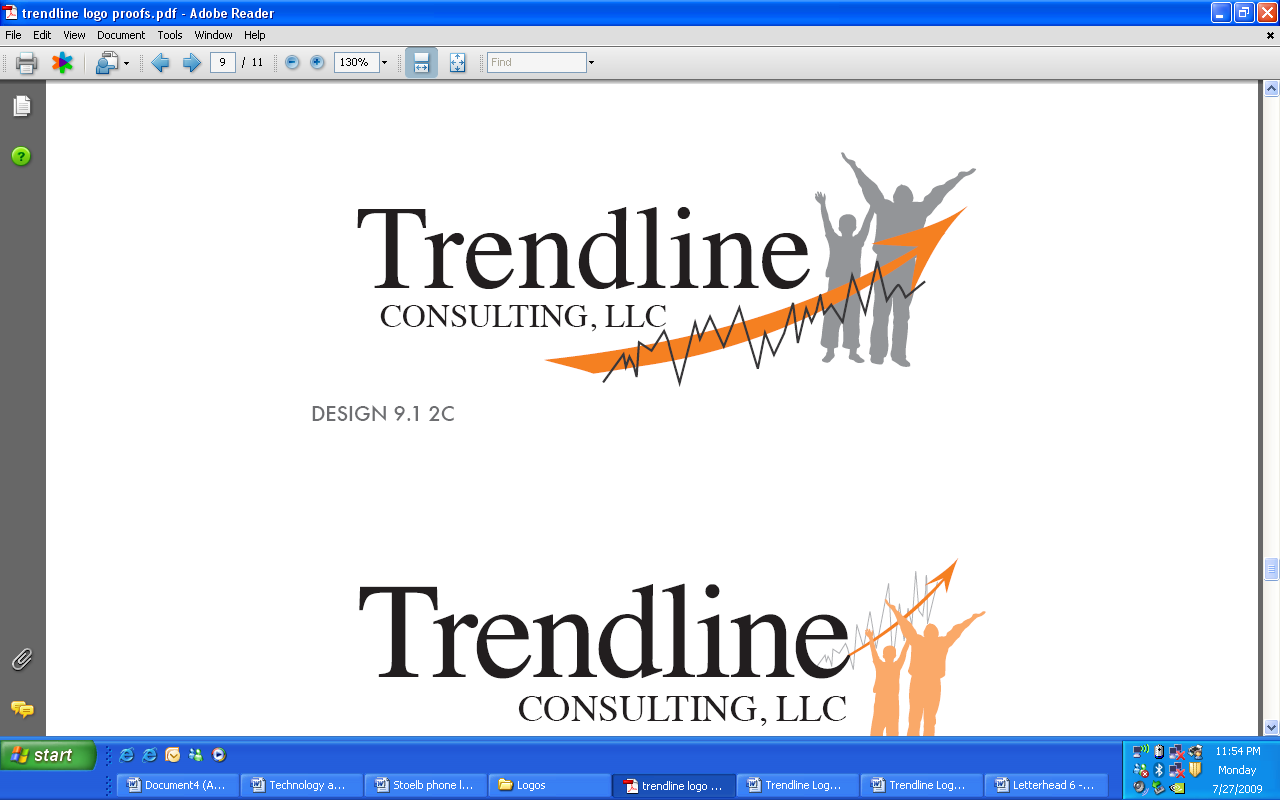 trendline logo proofs.pdf - Adobe Reader
File Edit View Document Tools Window Help
9 / 11 130% Find
Trendline
CONSULTING, LLC
DESIGN 9.1 2C
Trendline
CONSULTING, LLC
start
11:54 PM
Monday
7/27/2009
Document4 (A... Technology a... Stoelb phone l... Logos trendline logo ... Trendline Log... Trendline Log... Letterhead 6 -...